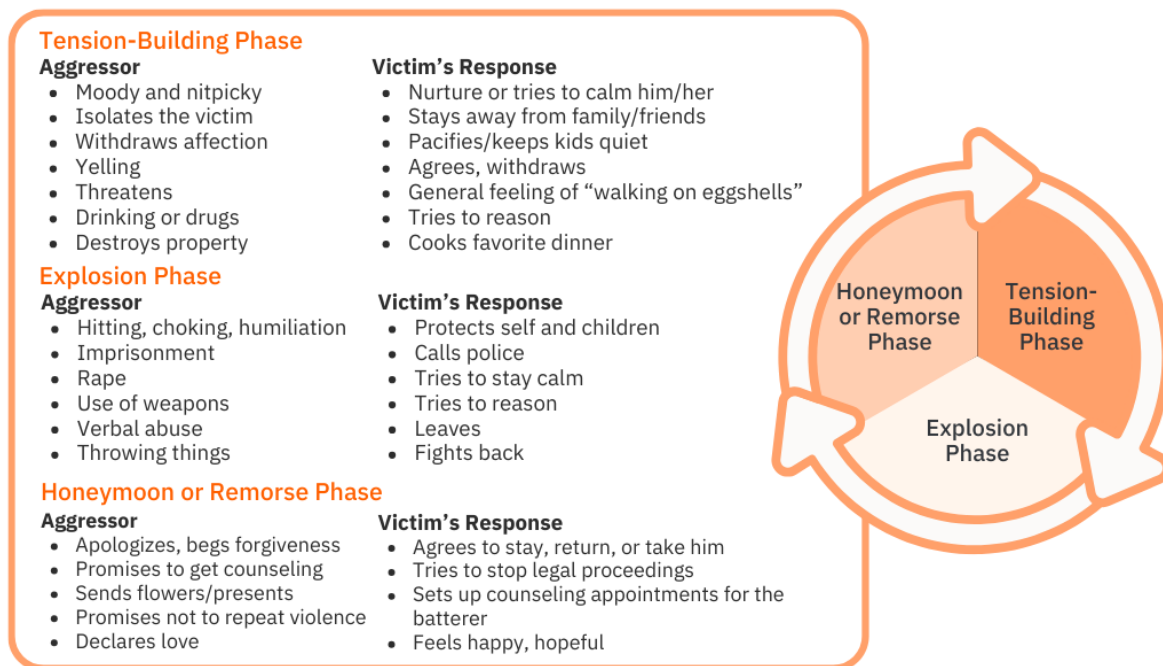 Tension-Building Phase
Aggressor
• Moody and nitpicky
• Isolates the victim
• Withdraws affection
• Yelling
• Threatens
• Drinking or drugs
• Destroys property
Victim’s Response
• Nurture or tries to calm him/her
• Stays away from family/friends
• Pacifies/keeps kids quiet
• Agrees, withdraws
• General feeling of “walking on eggshells”
• Tries to reason
• Cooks favorite dinner
Explosion Phase
Aggressor
• Hitting, choking, humiliation
• Imprisonment
• Rape
• Use of weapons
• Verbal abuse
• Throwing things
Victim’s Response
• Protects self and children
• Calls police
• Tries to stay calm
• Tries to reason
• Leaves
• Fights back
Honeymoon or Remorse Phase
Aggressor
• Apologizes, begs forgiveness
• Promises to get counseling
• Sends flowers/presents
• Promises not to repeat violence
• Declares love
Victim’s Response
• Agrees to stay, return, or take him
• Tries to stop legal proceedings
• Sets up counseling appointments for the
batterer
• Feels happy, hopeful
Honeymoon
or Remorse
Phase
Tension-
Building
Phase
Explosion
Phase